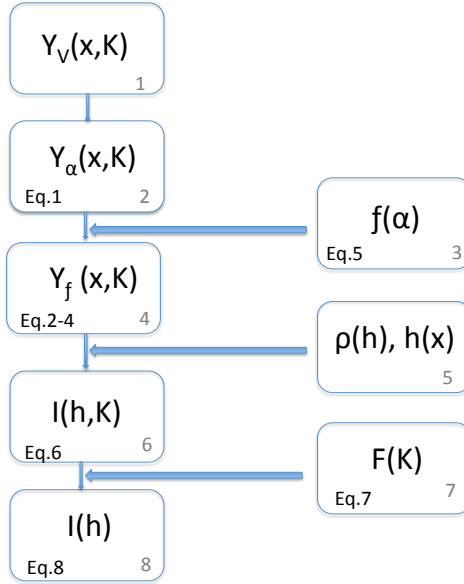 Y_V(x,K)
1
Y_α(x,K)
Eq.1 2
f(α)
Eq.5 3
Y_f (x,K)
Eq.2-4 4
ρ(h), h(x)
5
I(h,K)
Eq.6 6
F(K)
Eq.7 7
I(h)
Eq.8 8